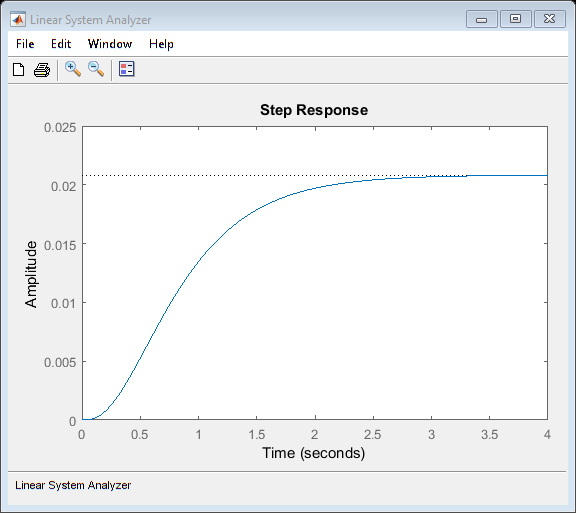 Linear System Analyzer
File Edit Window Help
Step Response
0.025
0.02
0.015
0.01
0.005
0
Amplitude
0 0.5 1 1.5 2 2.5 3 3.5 4
Time (seconds)
Linear System Analyzer